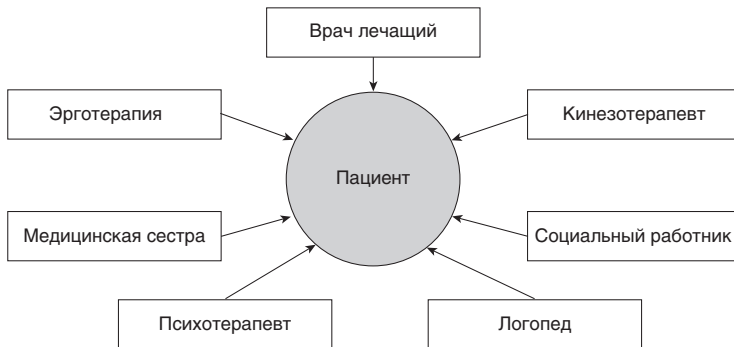 Врач лечащий
Эрготерапия
Кинезотерапевт
Пациент
Медицинская сестра
Социальный работник
Психотерапевт
Логопед